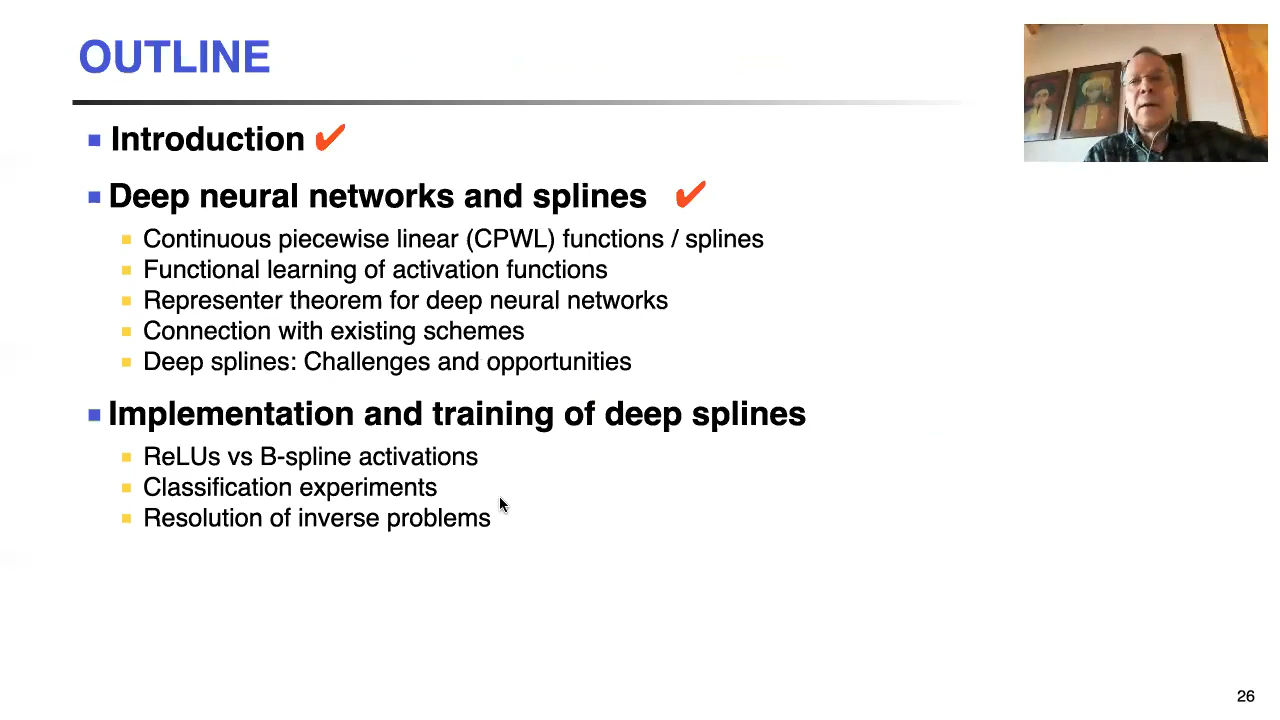 OUTLINE
Introduction ✔
Deep neural networks and splines ✔
Continuous piecewise linear (CPWL) functions / splines
Functional learning of activation functions
Representer theorem for deep neural networks
Connection with existing schemes
Deep splines: Challenges and opportunities
Implementation and training of deep splines
ReLUs vs B-spline activations
Classification experiments
Resolution of inverse problems
26